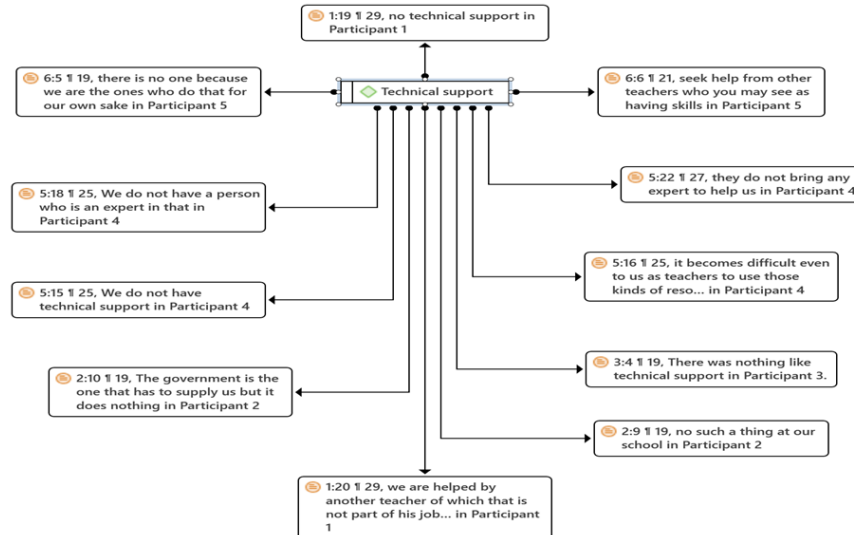 1:19 ¶ 29, no technical support in
Participant 1
6:5 ¶ 19, there is no one because
we are the ones who do that for
our own sake in Participant 5
Technical support
6:6 ¶ 21, seek help from other
teachers who you may see as
having skills in Participant 5
5:18 ¶ 25, We do not have a person
who is an expert in that in
Participant 4
5:22 ¶ 27, they do not bring any
expert to help us in Participant 4
5:15 ¶ 25, We do not have
technical support in Participant 4
5:16 ¶ 25, it becomes difficult even
to us as teachers to use those
kinds of reso... in Participant 4
2:10 ¶ 19, The government is the
one that has to supply us but it
does nothing in Participant 2
3:4 ¶ 19, There was nothing like
technical support in Participant 3.
2:9 ¶ 19, no such a thing at our
school in Participant 2
1:20 ¶ 29, we are helped by
another teacher of which that is
not part of his job... in Participant
1